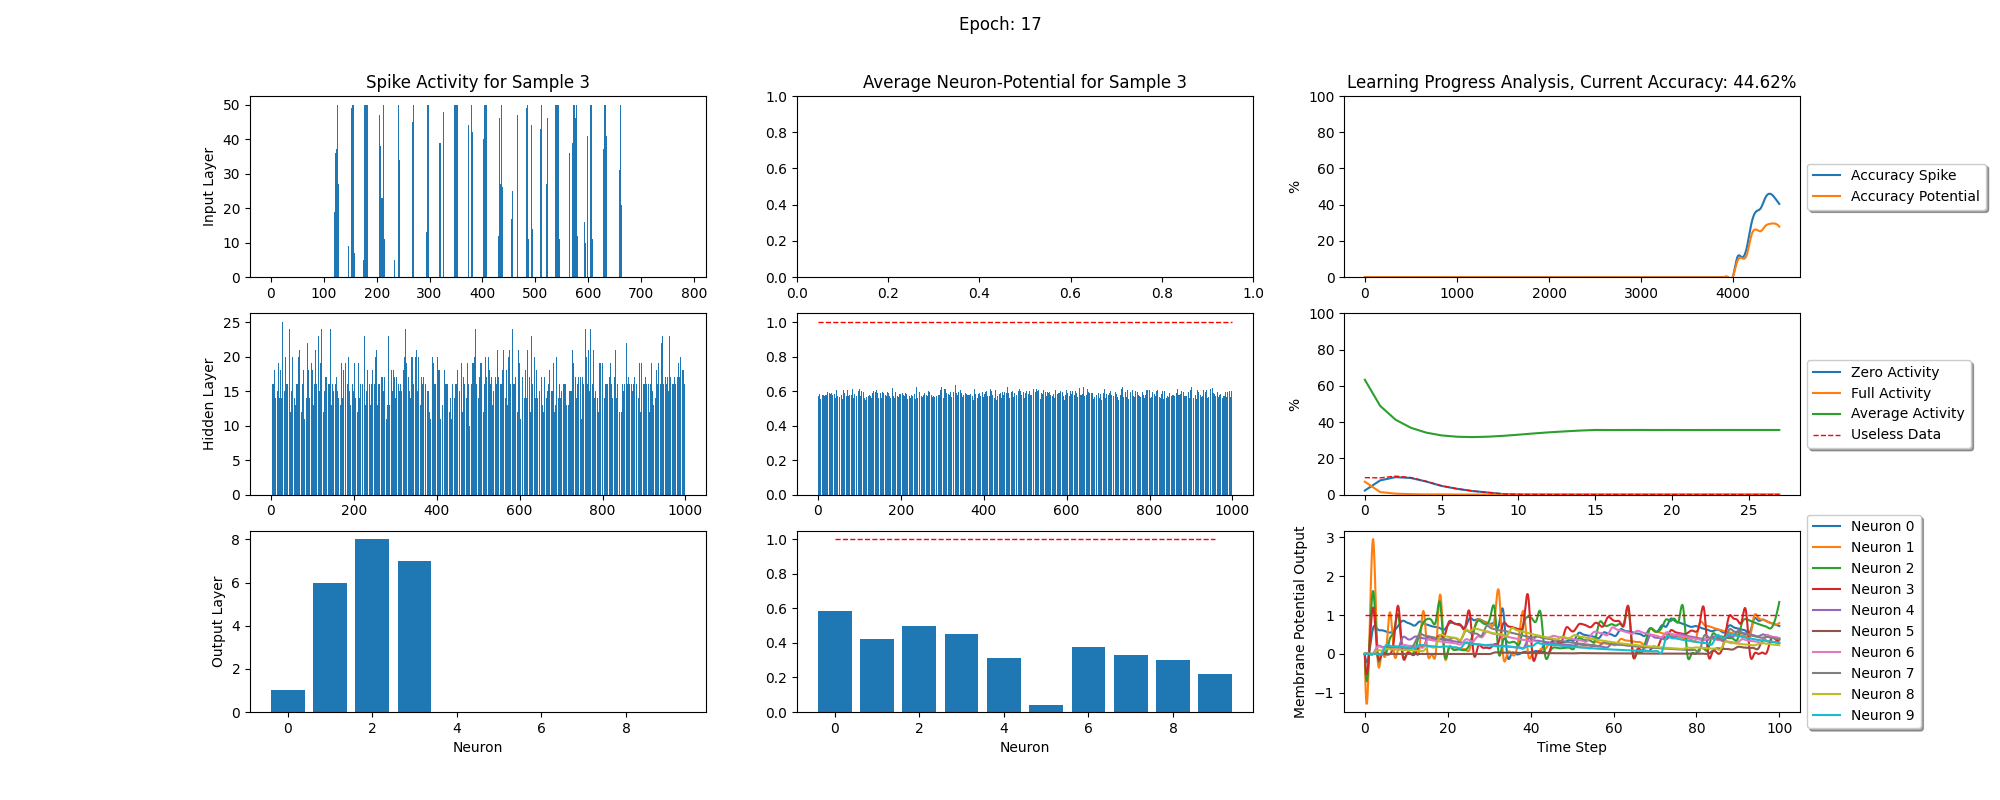 Epoch: 17
Spike Activity for Sample 3
Average Neuron-Potential for Sample 3
Learning Progress Analysis, Current Accuracy: 44.62%
Input Layer
50
40
30
20
10
0
0 100 200 300 400 500 600 700 800
1.0
0.8
0.6
0.4
0.2
0.0
0.0 0.2 0.4 0.6 0.8 1.0
%
100
80
60
40
20
0
0 1000 2000 3000 4000
Accuracy Spike
Accuracy Potential
Hidden Layer
25
20
15
10
5
0
0 200 400 600 800 1000
1.0
0.8
0.6
0.4
0.2
0.0
0 200 400 600 800 1000
%
100
80
60
40
20
0
0 5 10 15 20 25
Zero Activity
Full Activity
Average Activity
Useless Data
Output Layer
8
6
4
2
0
0 2 4 6 8
Neuron
1.0
0.8
0.6
0.4
0.2
0.0
0 2 4 6 8
Neuron
Membrane Potential Output
3
2
1
0
−1
0 20 40 60 80 100
Time Step
Neuron 0
Neuron 1
Neuron 2
Neuron 3
Neuron 4
Neuron 5
Neuron 6
Neuron 7
Neuron 8
Neuron 9